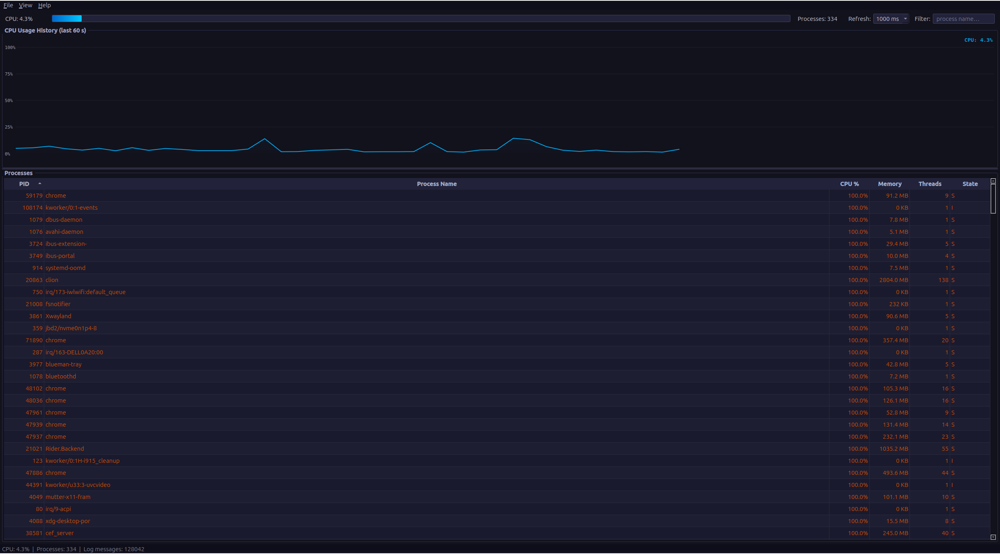 File View Help
CPU: 4.3% Processes: 334 Refresh: 1000 ms Filter: process name...
CPU Usage History (last 60 s)
CPU: 4.3%
100%
75%
50%
25%
0%
Processes
PID Process Name CPU % Memory Threads State
59179 chrome 100.0% 91.2 MB 9 S
108174 kworker/0:1-events 100.0% 0 KB 1 I
1079 dbus-daemon 100.0% 7.8 MB 1 S
1076 avahi-daemon 100.0% 5.1 MB 1 S
3724 ibus-extension- 100.0% 29.4 MB 5 S
3749 ibus-portal 100.0% 10.0 MB 4 S
914 systemd-oomd 100.0% 7.5 MB 1 S
20863 clion 100.0% 2804.0 MB 138 S
750 irq/173-iwlwifi:default_queue 100.0% 0 KB 1 S
21008 fsnotifier 100.0% 232 KB 1 S
3861 Xwayland 100.0% 90.6 MB 5 S
359 jbd2/nvme0n1p4-8 100.0% 0 KB 1 S
71890 chrome 100.0% 357.4 MB 20 S
287 irq/163-DELL0A20:00 100.0% 0 KB 1 S
3977 blueman-tray 100.0% 42.8 MB 5 S
1078 bluetoothd 100.0% 7.2 MB 1 S
48102 chrome 100.0% 105.3 MB 16 S
48036 chrome 100.0% 126.1 MB 16 S
47961 chrome 100.0% 52.8 MB 9 S
47939 chrome 100.0% 131.4 MB 14 S
47937 chrome 100.0% 232.1 MB 23 S
21021 Rider.Backend 100.0% 1035.2 MB 55 S
123 kworker/0:1H-i915_cleanup 100.0% 0 KB 1 I
47886 chrome 100.0% 493.6 MB 44 S
44391 kworker/u33:3-uvcvideo 100.0% 0 KB 1 I
4049 mutter-x11-fram 100.0% 101.1 MB 10 S
80 irq/9-acpi 100.0% 0 KB 1 S
4088 xdg-desktop-por 100.0% 15.5 MB 8 S
38581 cef_server 100.0% 245.0 MB 40 S
CPU: 4.3% | Processes: 334 | Log messages: 128042